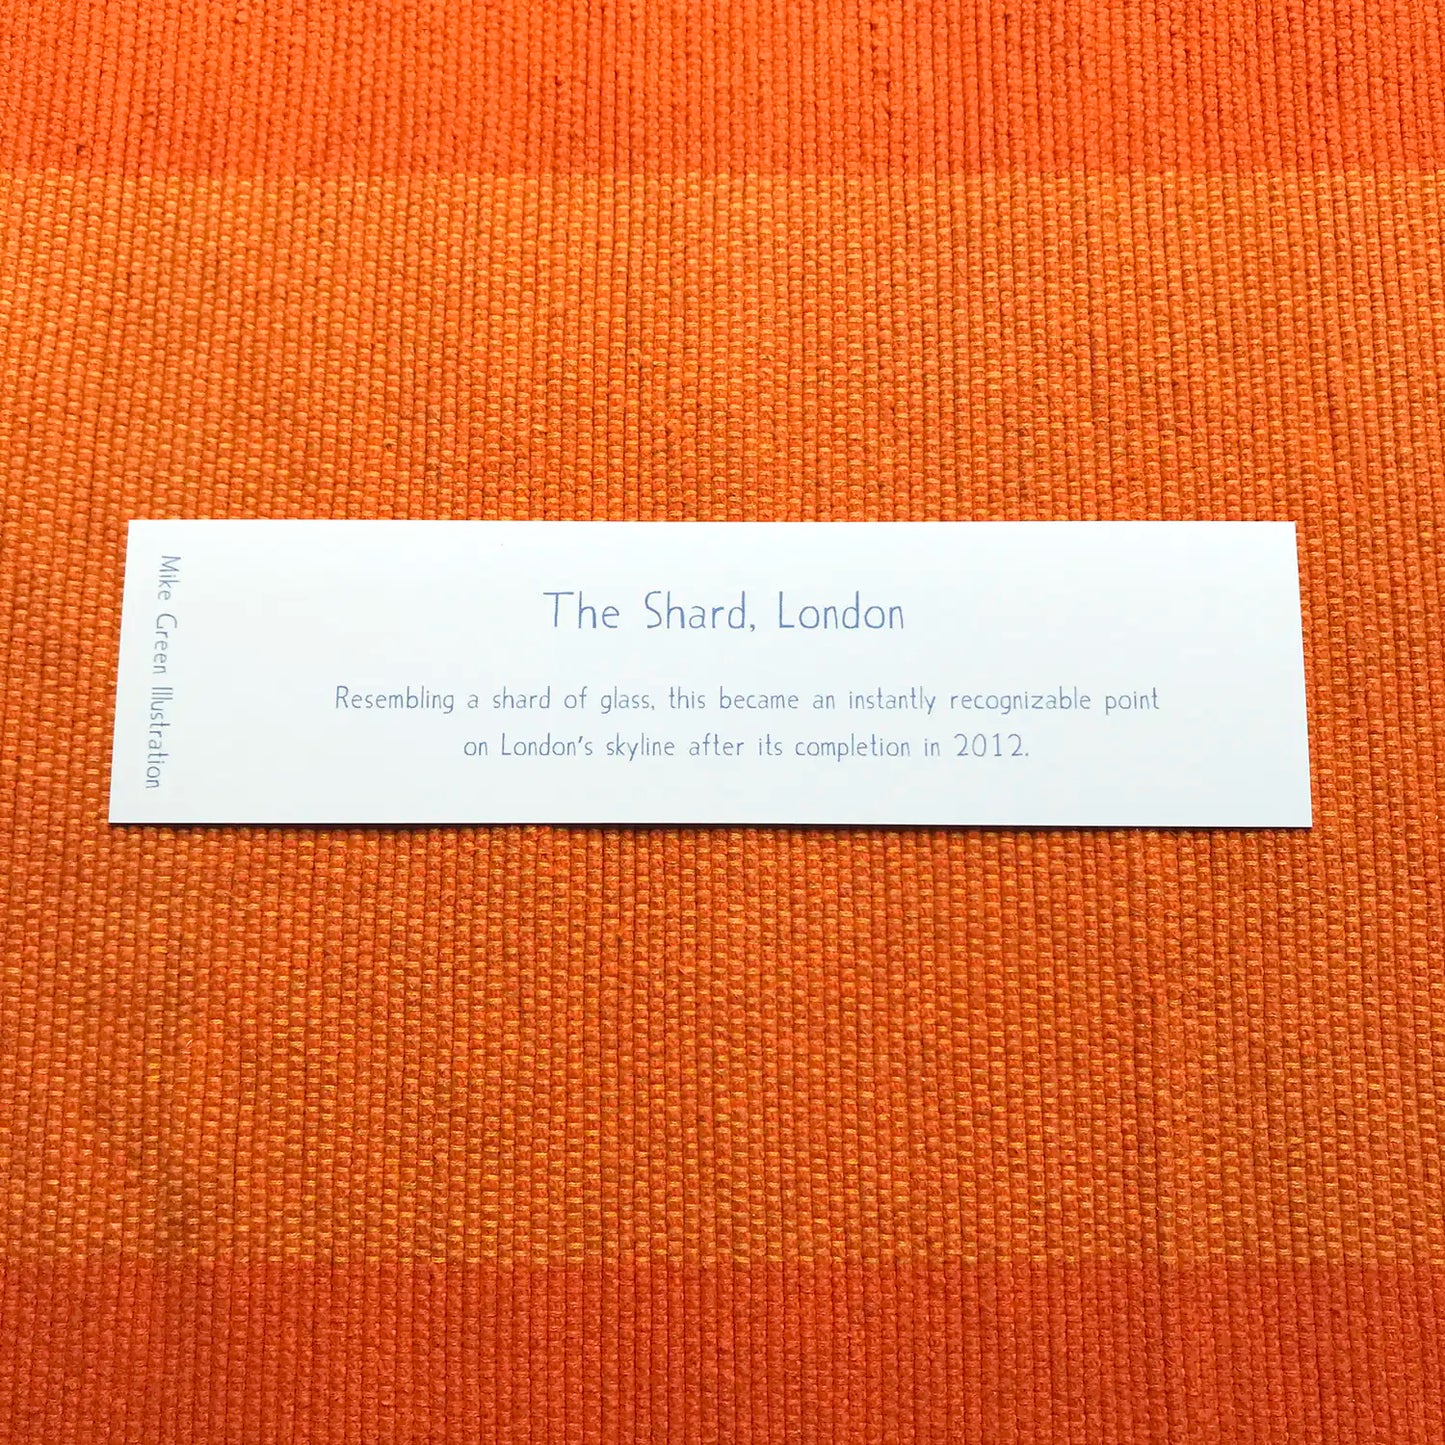 The Shard, London
Resembling a shard of glass, this became an instantly recognizable point
on London's skyline after its completion in 2012.
Mike Green Illustration